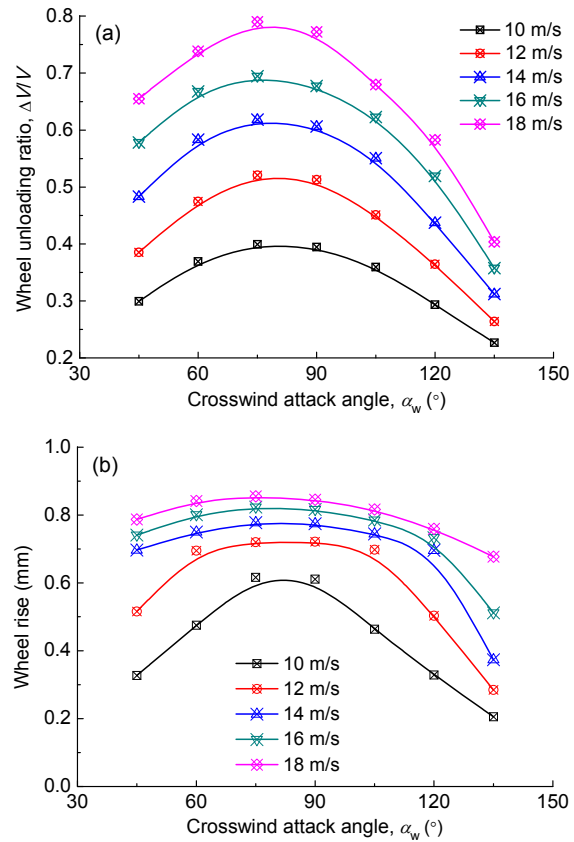 (a)
10 m/s
12 m/s
14 m/s
16 m/s
18 m/s
Wheel unloading ratio, ΔV/V
0.8
0.7
0.6
0.5
0.4
0.3
0.2
30 60 90 120 150
Crosswind attack angle, αw (°)
(b)
10 m/s
12 m/s
14 m/s
16 m/s
18 m/s
Wheel rise (mm)
1.0
0.8
0.6
0.4
0.2
0.0
30 60 90 120 150
Crosswind attack angle, αw (°)